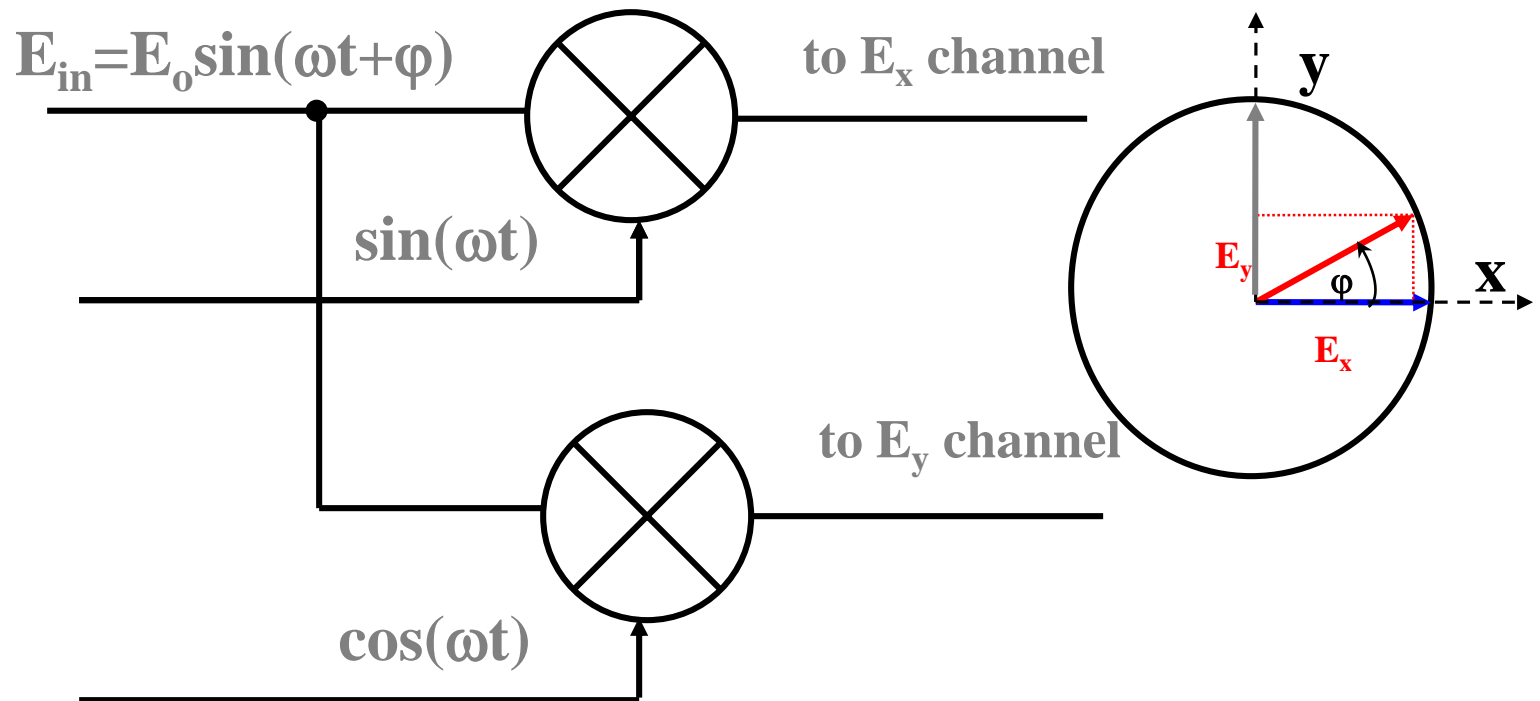 E_in=E_o sin(ωt+φ)
to E_x channel
y
sin(ωt)
E_y
φ
x
E_x
to E_y channel
cos(ωt)